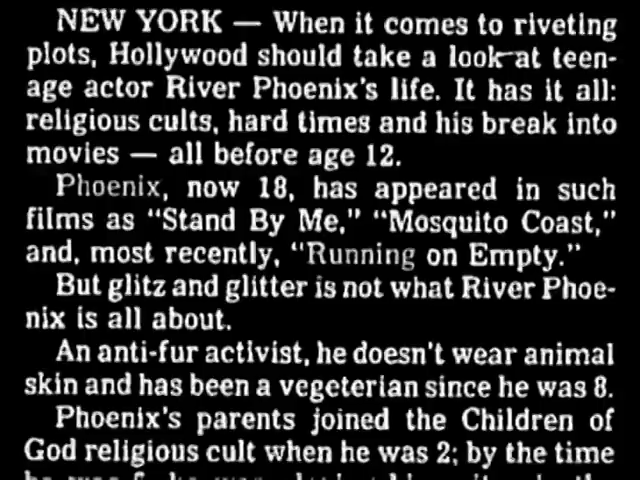 NEW YORK — When it comes to riveting
plots, Hollywood should take a look at teen-
age actor River Phoenix's life. It has it all:
religious cults, hard times and his break into
movies — all before age 12.
Phoenix, now 18, has appeared in such
films as "Stand By Me," "Mosquito Coast,"
and, most recently, "Running on Empty."
But glitz and glitter is not what River Phoe-
nix is all about.
An anti-fur activist, he doesn't wear animal
skin and has been a vegeterian since he was 8.
Phoenix's parents joined the Children of
God religious cult when he was 2; by the time